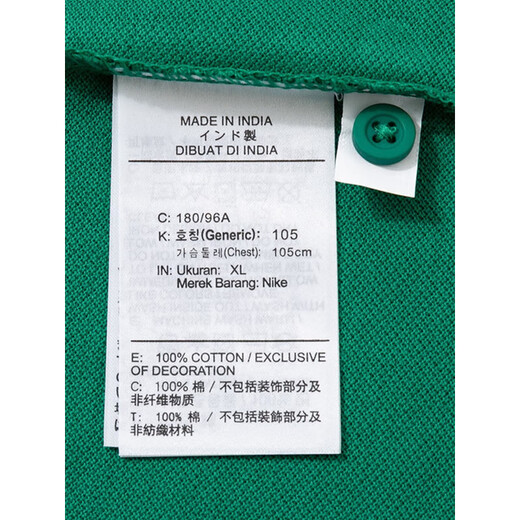 MADE IN INDIA
インド製
DIBUAT DI INDIA
C: 180/96A
K: 호칭(Generic): 105
가슴둘레(Chest): 105cm
IN: Ukuran: XL
Merek Barang: Nike
E: 100% COTTON / EXCLUSIVE
OF DECORATION
C: 100% 棉 / 不包括装饰部分及
非纤维物质
T: 100% 棉 / 不包括裝飾部分及
非紡織材料